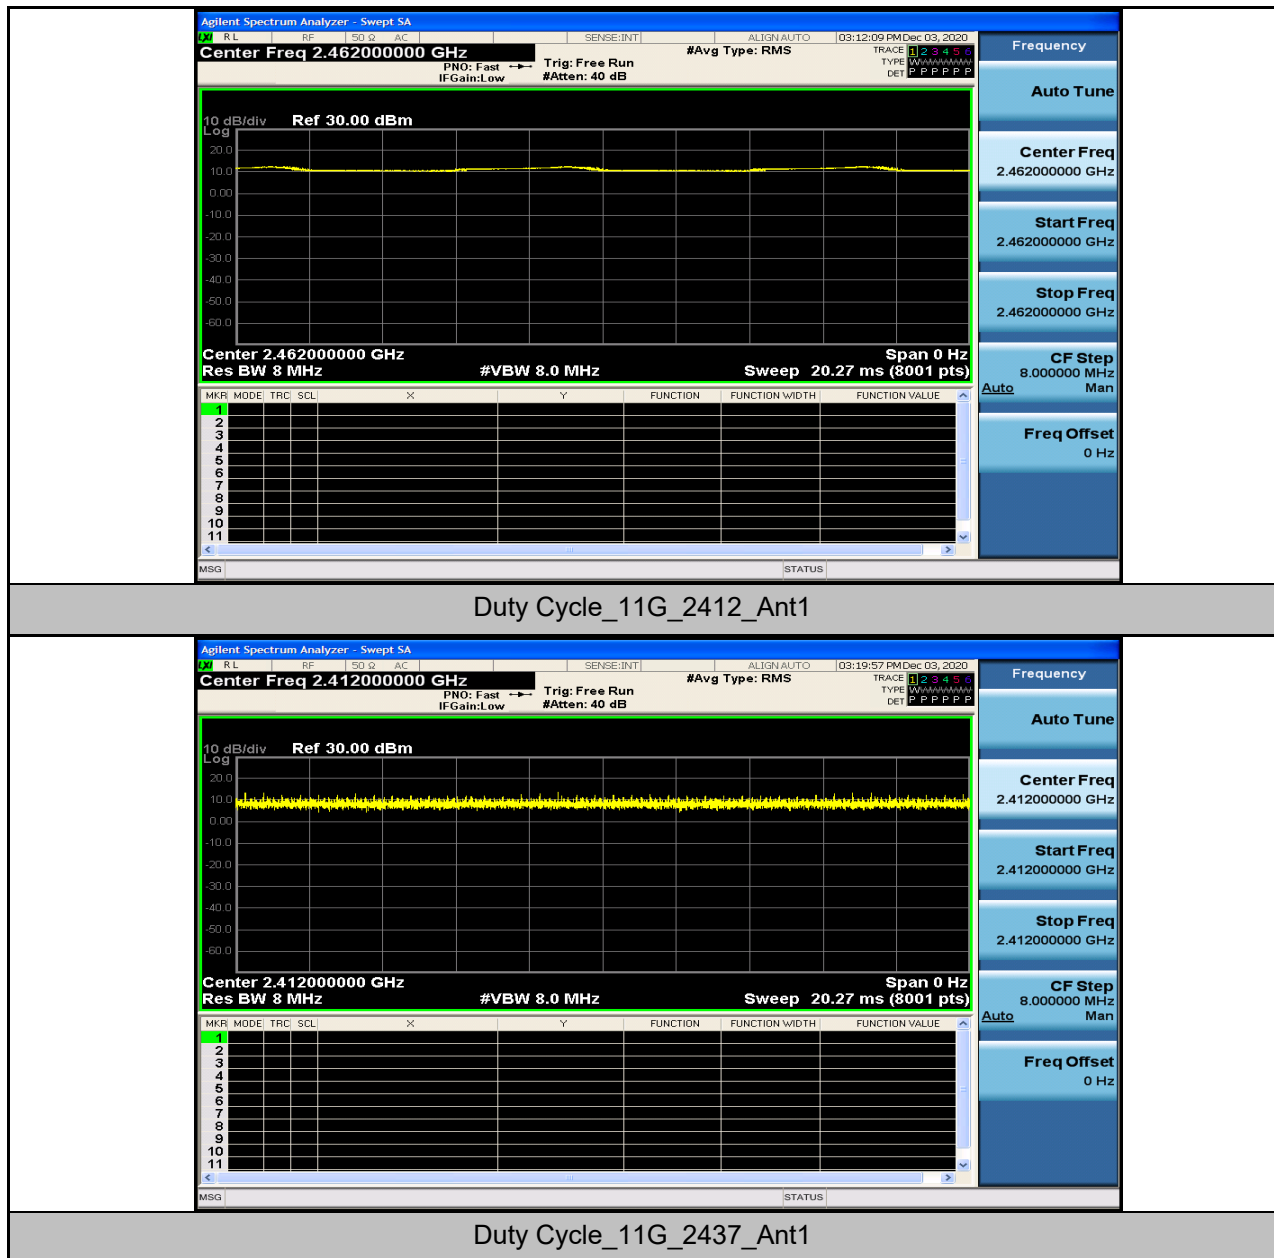 Agilent Spectrum Analyzer - Swept SA
LXI RL RF 50 Ω AC SENSE:INT ALIGN AUTO 03:12:09 PM Dec 03, 2020
Center Freq 2.462000000 GHz #Avg Type: RMS TRACE 1 2 3 4 5 6
PNO: Fast Trig: Free Run TYPE W
IFGain:Low #Atten: 40 dB DET P P P P P P
10 dB/div Ref 30.00 dBm
Log
20.0
10.0
0.00
-10.0
-20.0
-30.0
-40.0
-50.0
-60.0
Center 2.462000000 GHz Span 0 Hz
Res BW 8 MHz #VBW 8.0 MHz Sweep 20.27 ms (8001 pts)
MKR MODE TRC SCL X Y FUNCTION FUNCTION WIDTH FUNCTION VALUE
1
2
3
4
5
6
7
8
9
10
11
MSG STATUS
Frequency
Auto Tune
Center Freq
2.462000000 GHz
Start Freq
2.462000000 GHz
Stop Freq
2.462000000 GHz
CF Step
8.000000 MHz
Auto Man
Freq Offset
0 Hz
Duty Cycle_11G_2412_Ant1
Agilent Spectrum Analyzer - Swept SA
LXI RL RF 50 Ω AC SENSE:INT ALIGN AUTO 03:19:57 PM Dec 03, 2020
Center Freq 2.412000000 GHz #Avg Type: RMS TRACE 1 2 3 4 5 6
PNO: Fast Trig: Free Run TYPE W
IFGain:Low #Atten: 40 dB DET P P P P P P
10 dB/div Ref 30.00 dBm
Log
20.0
10.0
0.00
-10.0
-20.0
-30.0
-40.0
-50.0
-60.0
Center 2.412000000 GHz Span 0 Hz
Res BW 8 MHz #VBW 8.0 MHz Sweep 20.27 ms (8001 pts)
MKR MODE TRC SCL X Y FUNCTION FUNCTION WIDTH FUNCTION VALUE
1
2
3
4
5
6
7
8
9
10
11
MSG STATUS
Frequency
Auto Tune
Center Freq
2.412000000 GHz
Start Freq
2.412000000 GHz
Stop Freq
2.412000000 GHz
CF Step
8.000000 MHz
Auto Man
Freq Offset
0 Hz
Duty Cycle_11G_2437_Ant1